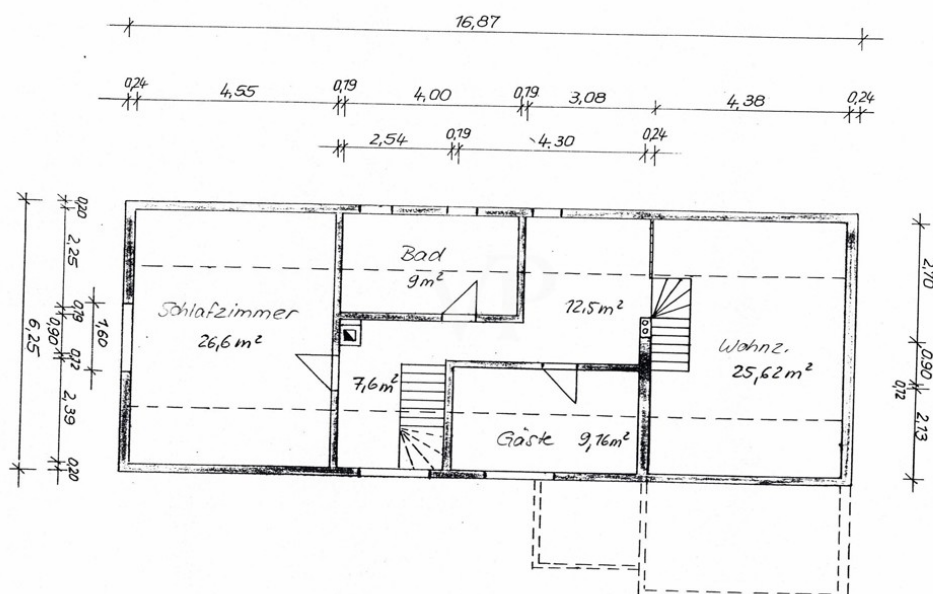 16,87
0,24 4,55 0,19 4,00 0,19 3,08 4,38 0,24
2,54 0,19 4,30 0,24
6,25
0,20 2,25 0,19 0,90 0,12 2,39 0,20
1,60
Schlafzimmer
26,6 m²
Bad
9 m²
12,5 m²
7,6 m²
Gäste 9,16 m²
Wohnz.
25,62 m²
2,70 0,90 0,12 2,13